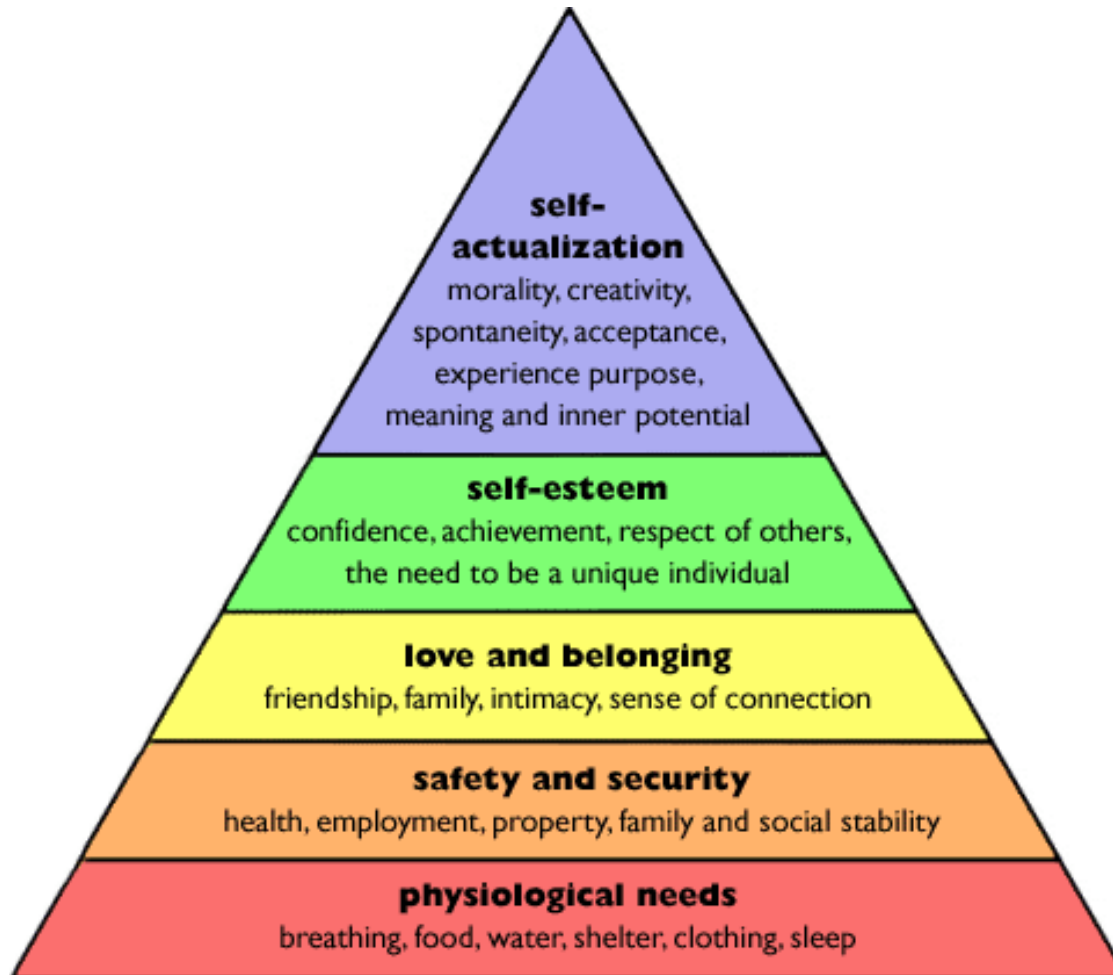 self-
actualization
morality, creativity,
spontaneity, acceptance,
experience purpose,
meaning and inner potential
self-esteem
confidence, achievement, respect of others,
the need to be a unique individual
love and belonging
friendship, family, intimacy, sense of connection
safety and security
health, employment, property, family and social stability
physiological needs
breathing, food, water, shelter, clothing, sleep